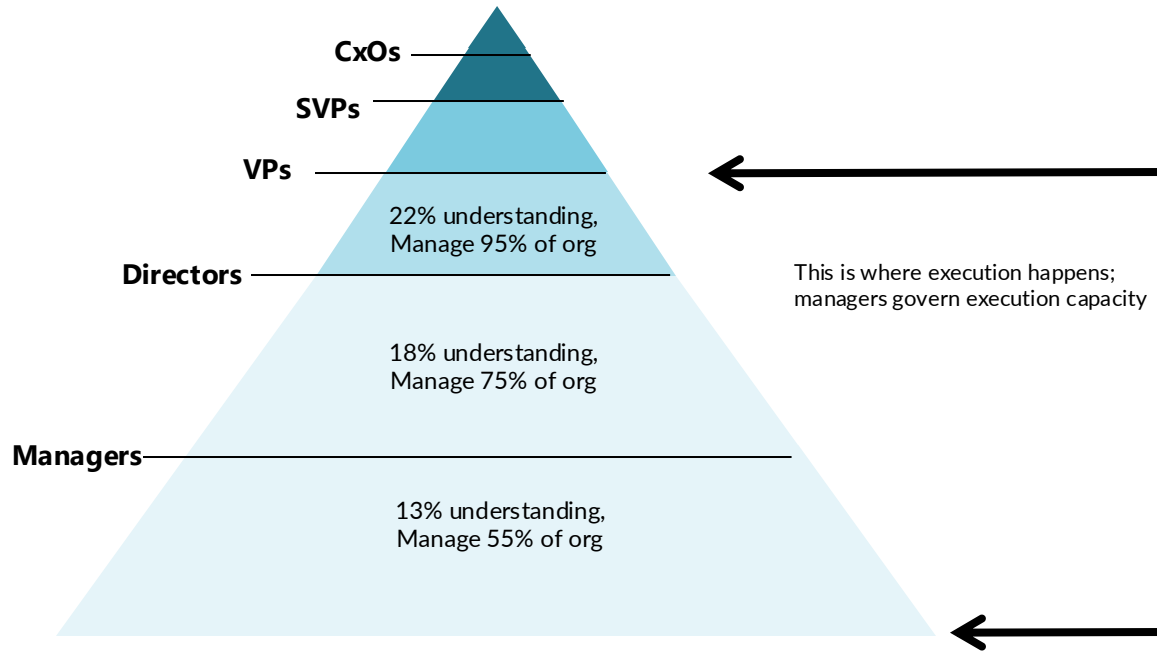 CxOs
SVPs
VPs
22% understanding,
Manage 95% of org
Directors
This is where execution happens;
managers govern execution capacity
18% understanding,
Manage 75% of org
Managers
13% understanding,
Manage 55% of org